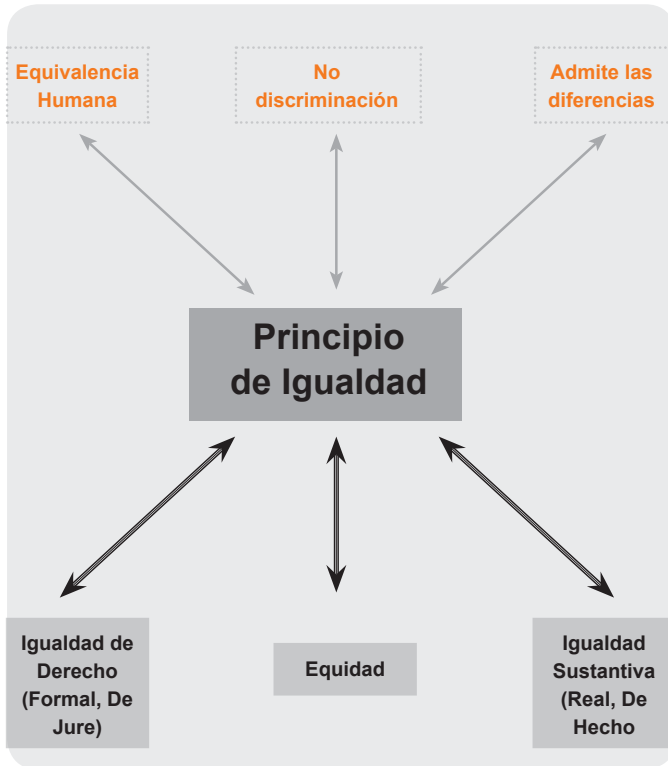 Equivalencia
Humana
No
discriminación
Admite las
diferencias
Principio
de Igualdad
Igualdad de
Derecho
(Formal, De
Jure)
Equidad
Igualdad
Sustantiva
(Real, De
Hecho